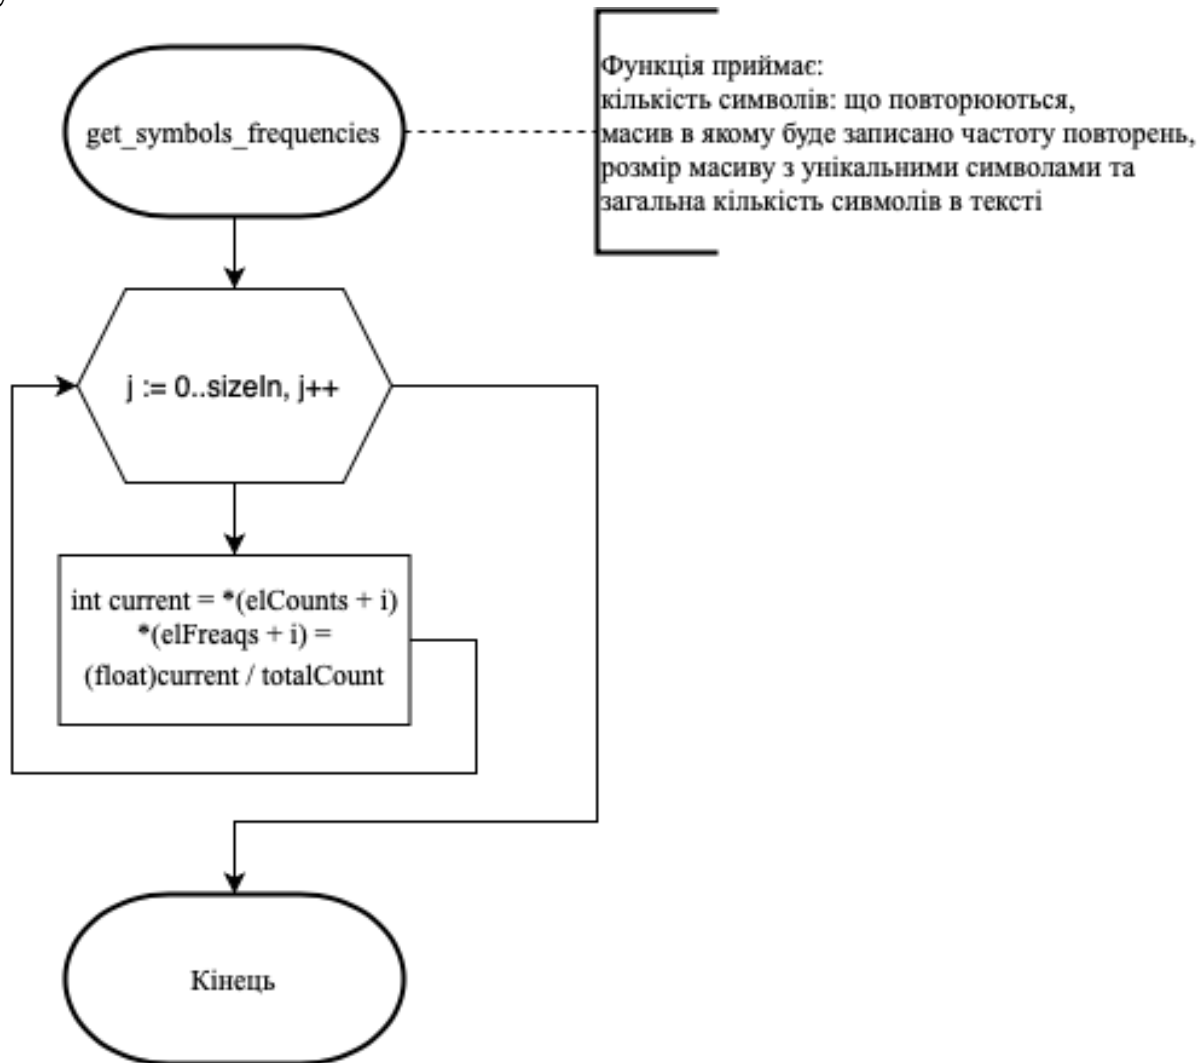 get_symbols_frequencies
Функція приймає:
кількість символів: що повторюються,
масив в якому буде записано частоту повторень,
розмір масиву з унікальними символами та
загальна кількість сивмолів в тексті
j := 0..sizeIn, j++
int current = *(elCounts + i)
*(elFreaqs + i) =
(float)current / totalCount
Кінець